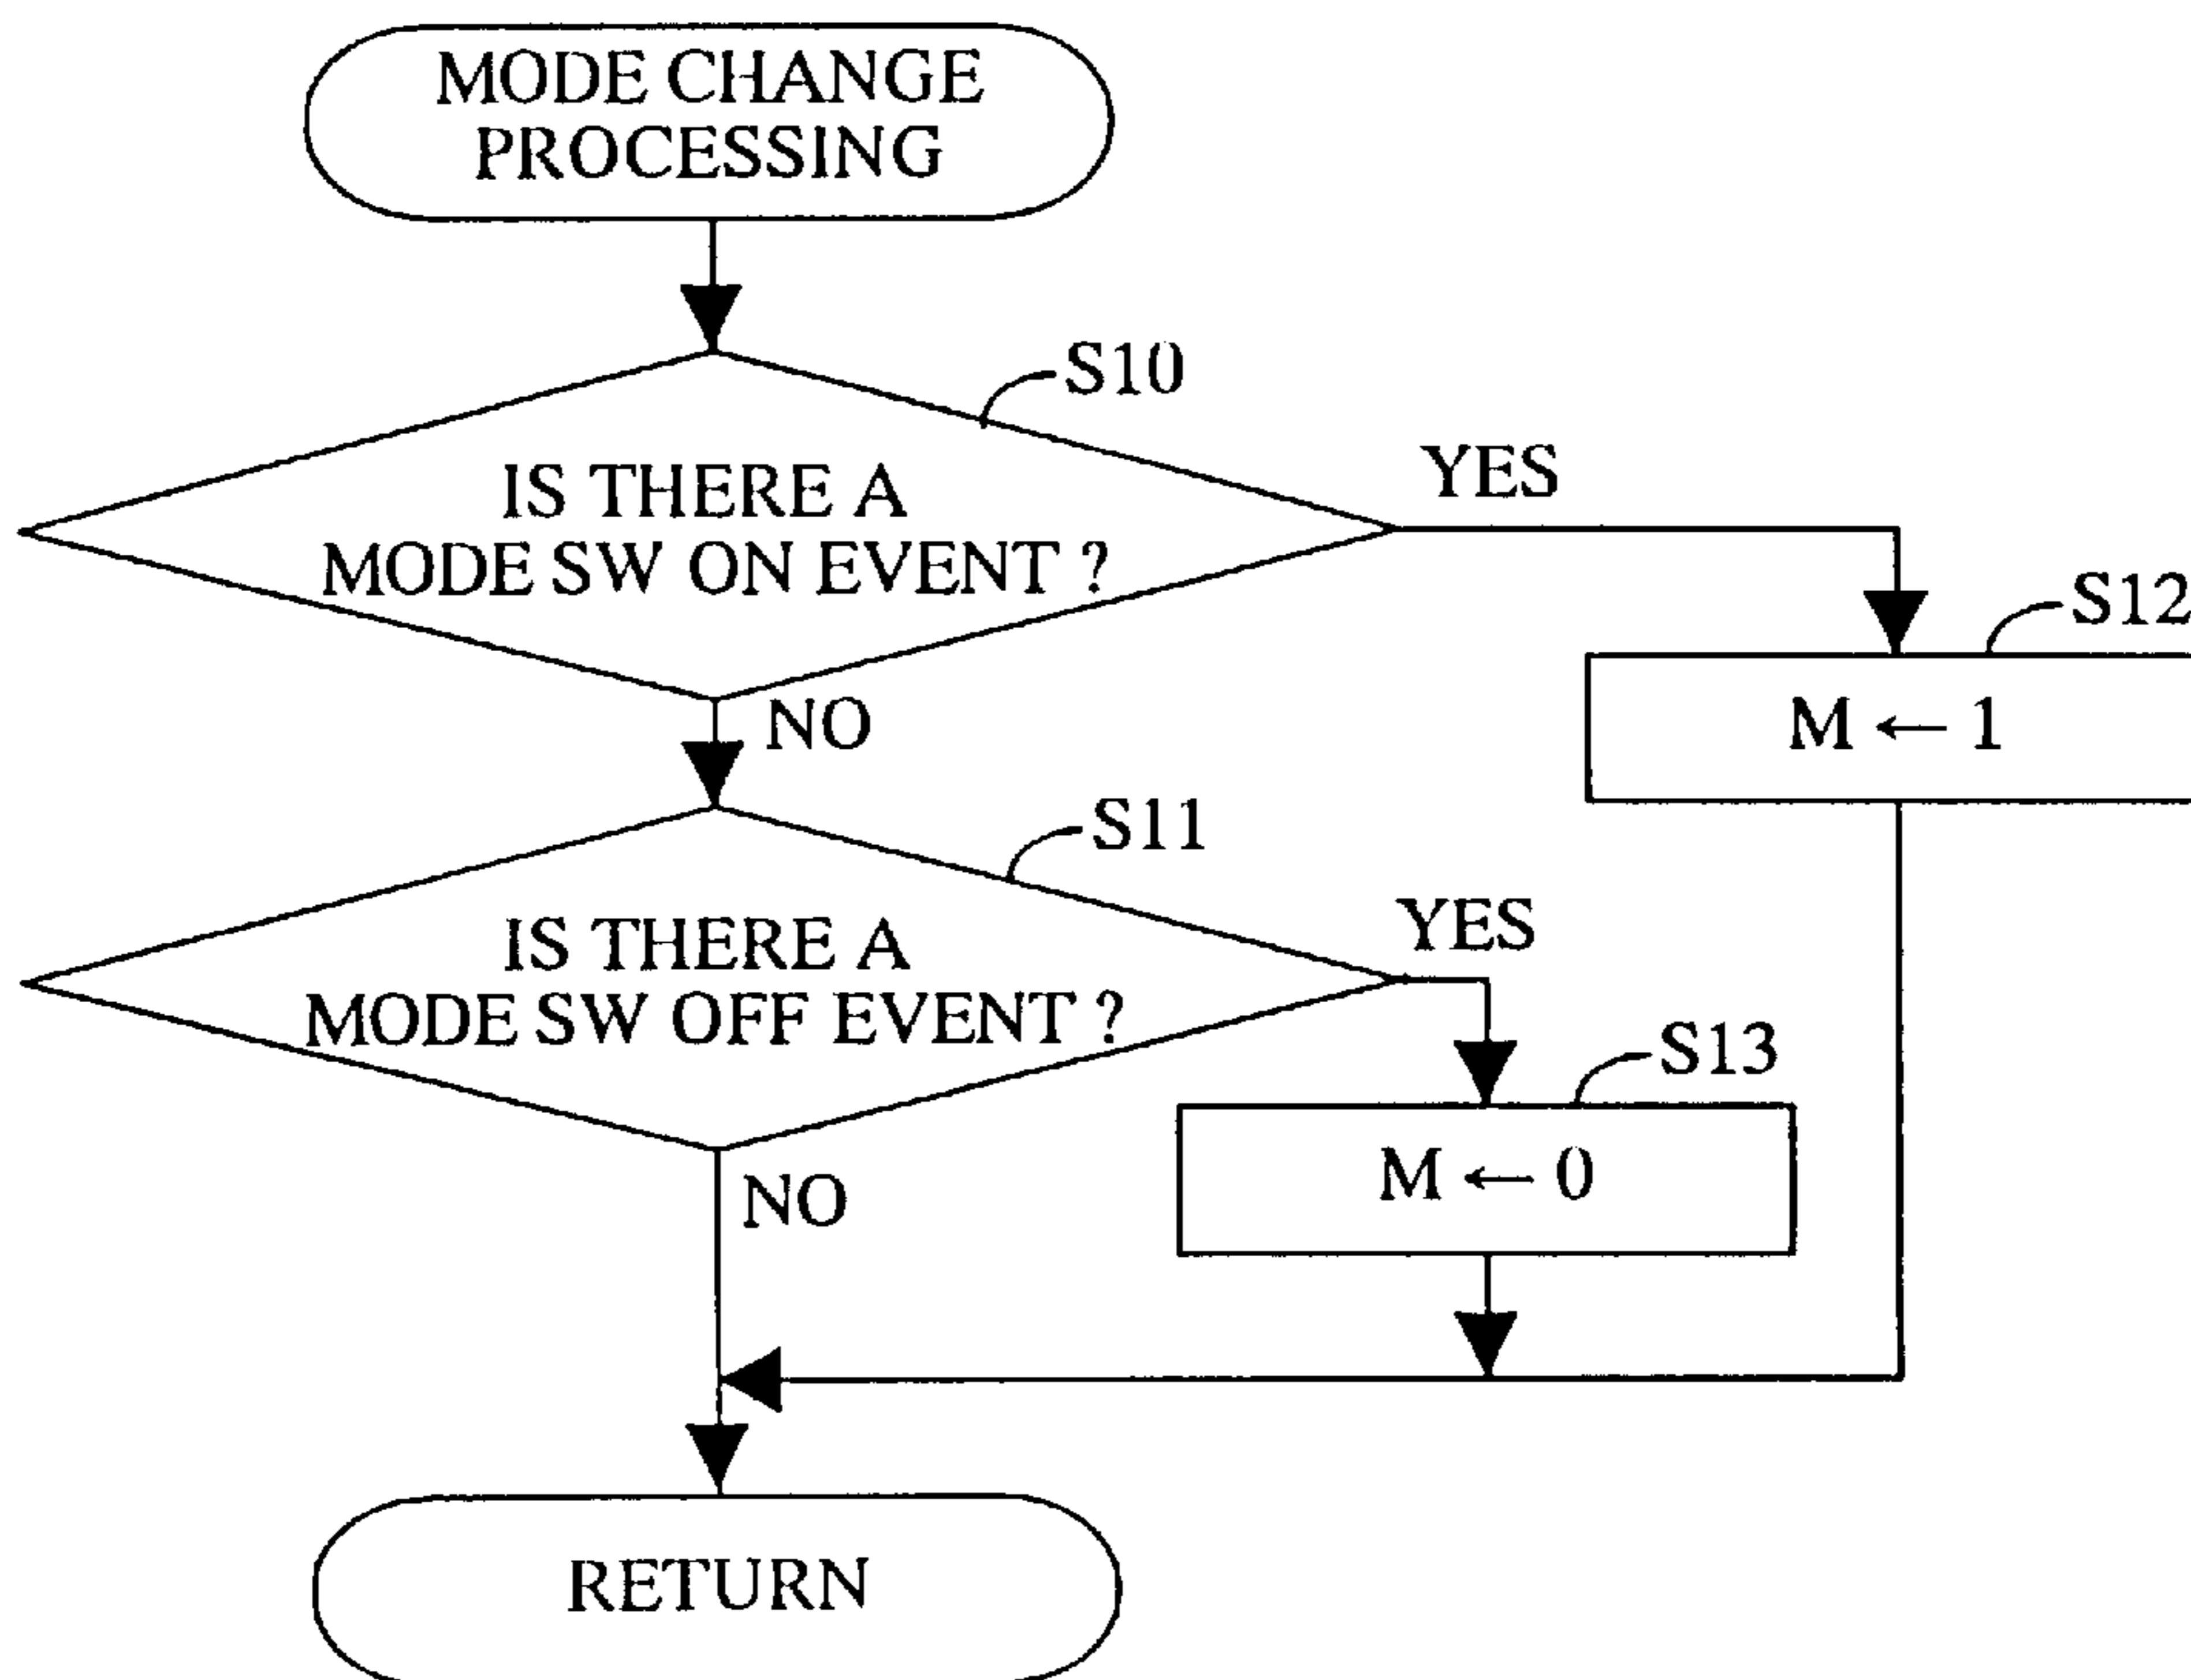 MODE CHANGE
PROCESSING
S10
IS THERE A
MODE SW ON EVENT ?
YES
S12
M ← 1
NO
S11
IS THERE A
MODE SW OFF EVENT ?
YES
S13
M ← 0
NO
RETURN